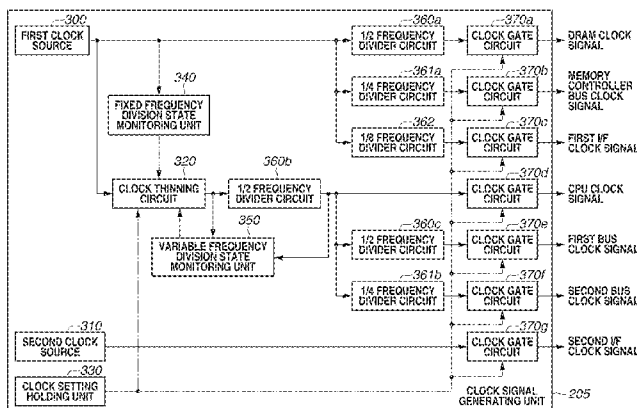 300
FIRST CLOCK
SOURCE
360a
1/2 FREQUENCY
DIVIDER CIRCUIT
370a
CLOCK GATE
CIRCUIT
DRAM CLOCK
SIGNAL
340
FIXED FREQUENCY
DIVISION STATE
MONITORING UNIT
361a
1/4 FREQUENCY
DIVIDER CIRCUIT
370b
CLOCK GATE
CIRCUIT
MEMORY
CONTROLLER
BUS CLOCK
SIGNAL
362
1/8 FREQUENCY
DIVIDER CIRCUIT
370c
CLOCK GATE
CIRCUIT
FIRST I/F
CLOCK SIGNAL
320
CLOCK THINNING
CIRCUIT
360b
1/2 FREQUENCY
DIVIDER CIRCUIT
370d
CLOCK GATE
CIRCUIT
CPU CLOCK
SIGNAL
350
VARIABLE FREQUENCY
DIVISION STATE
MONITORING UNIT
360c
1/2 FREQUENCY
DIVIDER CIRCUIT
370e
CLOCK GATE
CIRCUIT
FIRST BUS
CLOCK SIGNAL
361b
1/4 FREQUENCY
DIVIDER CIRCUIT
370f
CLOCK GATE
CIRCUIT
SECOND BUS
CLOCK SIGNAL
310
SECOND CLOCK
SOURCE
370g
CLOCK GATE
CIRCUIT
SECOND I/F
CLOCK SIGNAL
330
CLOCK SETTING
HOLDING UNIT
CLOCK SIGNAL
GENERATING UNIT
205